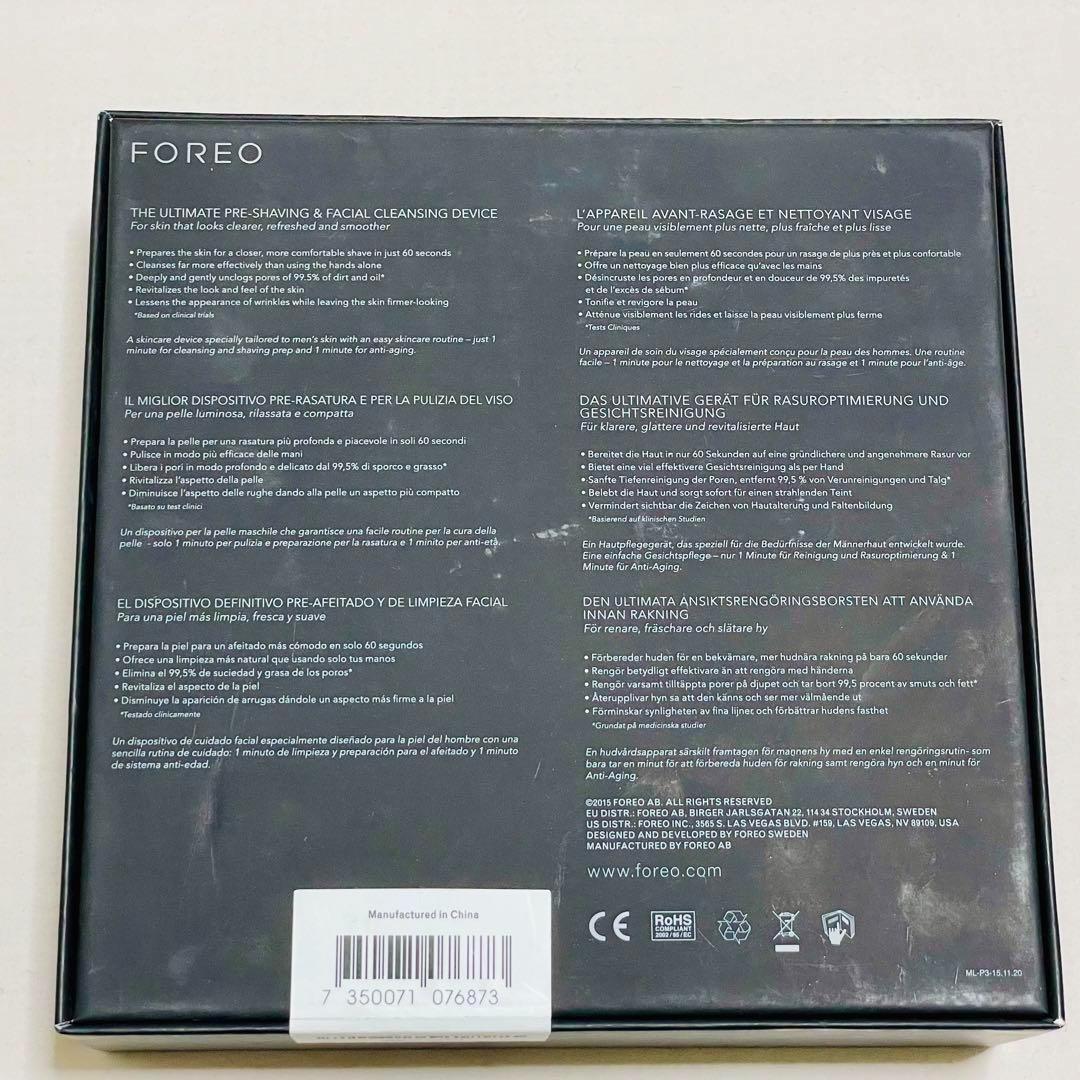 FOREO
THE ULTIMATE PRE-SHAVING & FACIAL CLEANSING DEVICE
For skin that looks clearer, refreshed and smoother
• Prepares the skin for a closer, more comfortable shave in just 60 seconds
• Cleanses far more effectively than using the hands alone
• Deeply and gently unclogs pores of 99.5% of dirt and oil*
• Revitalizes the look and feel of the skin
• Lessens the appearance of wrinkles while leaving the skin firmer-looking
*Based on clinical trials
A skincare device specially tailored to men's skin with an easy skincare routine – just 1
minute for cleansing and shaving prep and 1 minute for anti-aging.
IL MIGLIOR DISPOSITIVO PRE-RASATURA E PER LA PULIZIA DEL VISO
Per una pelle luminosa, rilassata e compatta
• Prepara la pelle per una rasatura più profonda e piacevole in soli 60 secondi
• Pulisce in modo più efficace delle mani
• Libera i pori in modo profondo e delicato dal 99,5% di sporco e grasso*
• Rivitalizza l'aspetto della pelle
• Diminuisce l'aspetto delle rughe dando alla pelle un aspetto più compatto
*Basato su test clinici
Un dispositivo per la pelle maschile che garantisce una facile routine per la cura della
pelle - solo 1 minuto per pulizia e preparazione per la rasatura e 1 minito per anti-età.
EL DISPOSITIVO DEFINITIVO PRE-AFEITADO Y DE LIMPIEZA FACIAL
Para una piel más limpia, fresca y suave
• Prepara la piel para un afeitado más cómodo en solo 60 segundos
• Ofrece una limpieza más natural que usando solo tus manos
• Elimina el 99,5% de suciedad y grasa de los poros*
• Revitaliza el aspecto de la piel
• Disminuye la aparición de arrugas dándole un aspecto más firme a la piel
*Testado clínicamente
Un dispositivo de cuidado facial especialmente diseñado para la piel del hombre con una
sencilla rutina de cuidado: 1 minuto de limpieza y preparación para el afeitado y 1 minuto
de sistema anti-edad.
L'APPAREIL AVANT-RASAGE ET NETTOYANT VISAGE
Pour une peau visiblement plus nette, plus fraîche et plus lisse
• Prépare la peau en seulement 60 secondes pour un rasage de plus près et plus confortable
• Offre un nettoyage bien plus efficace qu'avec les mains
• Désincruste les pores en profondeur et en douceur de 99,5% des impuretés
et de l'excès de sébum*
• Tonifie et revigore la peau
• Atténue visiblement les rides et laisse la peau visiblement plus ferme
*Tests Cliniques
Un appareil de soin du visage spécialement conçu pour la peau des hommes. Une routine
facile – 1 minute pour le nettoyage et la préparation au rasage et 1 minute pour l'anti-âge.
DAS ULTIMATIVE GERÄT FÜR RASUROPTIMIERUNG UND
GESICHTSREINIGUNG
Für klarere, glattere und revitalisierte Haut
• Bereitet die Haut in nur 60 Sekunden auf eine gründlichere und angenehmere Rasur vor
• Bietet eine viel effektivere Gesichtsreinigung als per Hand
• Sanfte Tiefenreinigung der Poren, entfernt 99,5 % von Verunreinigungen und Talg*
• Belebt die Haut und sorgt sofort für einen strahlenden Teint
• Vermindert sichtbar die Zeichen von Hautalterung und Faltenbildung
*Basierend auf klinischen Studien
Ein Hautpflegegerät, das speziell für die Bedürfnisse der Männerhaut entwickelt wurde.
Eine einfache Gesichtspflege – nur 1 Minute für Reinigung und Rasuroptimierung & 1
Minute für Anti-Aging.
DEN ULTIMATA ANSIKTSRENGÖRINGSBORSTEN ATT ANVÄNDA
INNAN RAKNING
För renare, fräschare och slätare hy
• Förbereder huden för en bekvämare, mer hudnära rakning på bara 60 sekunder
• Rengör betydligt effektivare än att rengöra med händerna
• Rengör varsamt tilltäppta porer på djupet och tar bort 99,5 procent av smuts och fett*
• Återupplivar hyn sa att den känns och ser mer välmående ut
• Förminskar synligheten av fina lijner och förbättrar hudens fasthet
*Grundat på medicinska studier
En hudvårdsapparat särskilt framtagen för mannens hy med en enkel rengöringsrutin- som
bara tar en minut för att förbereda huden för rakning samt rengöra hyn och en minut för
Anti-Aging.
©2015 FOREO AB. ALL RIGHTS RESERVED
EU DISTR.: FOREO AB, BIRGER JARLSGATAN 22, 114 34 STOCKHOLM, SWEDEN
US DISTR.: FOREO INC., 3565 S. LAS VEGAS BLVD. #159, LAS VEGAS, NV 89109, USA
DESIGNED AND DEVELOPED BY FOREO SWEDEN
MANUFACTURED BY FOREO AB
www.foreo.com
CE
RoHS
COMPLIANT
2002/95/EC
ML-P3-15.11.20
Manufactured in China
7 350071 076873